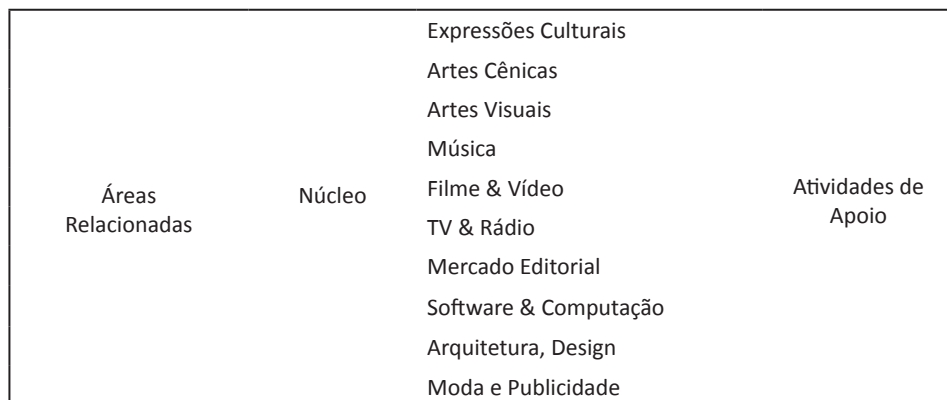 Áreas
Relacionadas
Núcleo
Expressões Culturais
Artes Cênicas
Artes Visuais
Música
Filme & Vídeo
TV & Rádio
Mercado Editorial
Software & Computação
Arquitetura, Design
Moda e Publicidade
Atividades de
Apoio